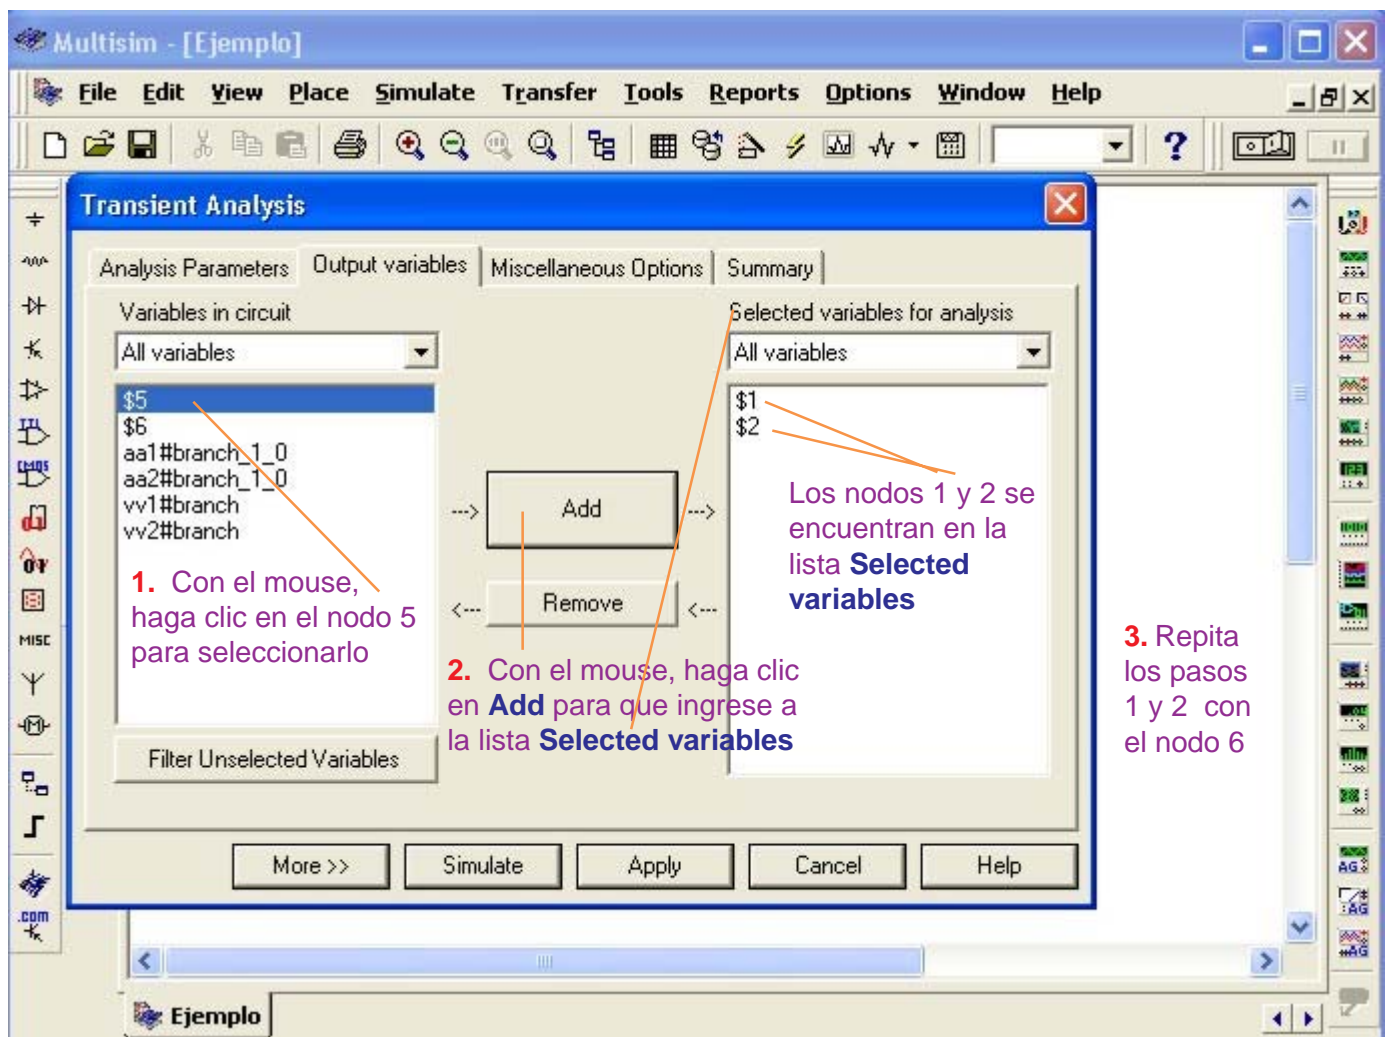 Multisim - [Ejemplo]
File Edit View Place Simulate Transfer Tools Reports Options Window Help
Transient Analysis
Analysis Parameters Output variables Miscellaneous Options Summary
Variables in circuit
All variables
$5
$6
aa1#branch_1_0
aa2#branch_1_0
vv1#branch
vv2#branch
1. Con el mouse,
haga clic en el nodo 5
para seleccionarlo
Filter Unselected Variables
---> Add --->
<--- Remove <---
2. Con el mouse, haga clic
en Add para que ingrese a
la lista Selected variables
Selected variables for analysis
All variables
$1
$2
Los nodos 1 y 2 se
encuentran en la
lista Selected
variables
3. Repita
los pasos
1 y 2 con
el nodo 6
More >> Simulate Apply Cancel Help
TTL
CMOS
MISC
.com
AG
AG
AG
Ejemplo